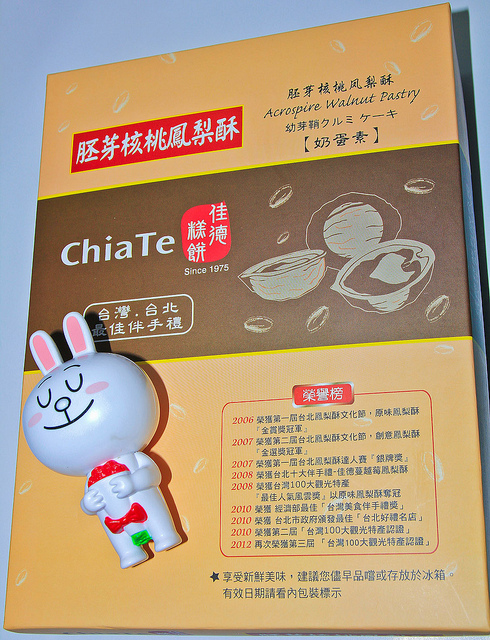 胚芽核桃鳳梨酥
胚芽核桃鳳梨酥
Acrospire Walnut Pastry
幼芽鞘クルミケーキ
【奶蛋素】
ChiaTe
佳德
糕餅
Since 1975
台灣.台北
最佳伴手禮
榮譽榜
2006 榮獲第一屆台北鳳梨酥文化節，原味鳳梨酥
「金賞獎冠軍」
2007 榮獲第二屆台北鳳梨酥文化節，創意鳳梨酥
「金選獎冠軍」
2007 榮獲第一屆台北鳳梨酥達人賽「銀牌獎」
2008 榮獲台北十大伴手禮-佳德蔓越莓鳳梨酥
2008 榮獲台灣100大觀光特產
「最佳人氣風雲獎」以原味鳳梨酥奪冠
2010 榮獲 經濟部最佳「台灣美食伴手禮獎」
2010 榮獲 台北市政府頒發最佳「台北好禮名店」
2010 榮獲第二屆「台灣100大觀光特產認證」
2012 再次榮獲第三屆「台灣100大觀光特產認證」
★ 享受新鮮美味，建議您儘早品嚐或存放於冰箱。
有效日期請看內包裝標示